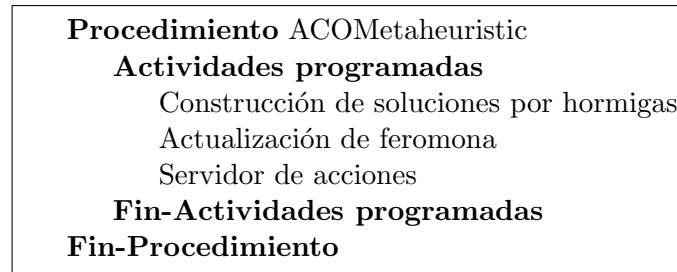 Procedimiento ACOMetaheuristic
Actividades programadas
Construcción de soluciones por hormigas
Actualización de feromona
Servidor de acciones
Fin-Actividades programadas
Fin-Procedimiento